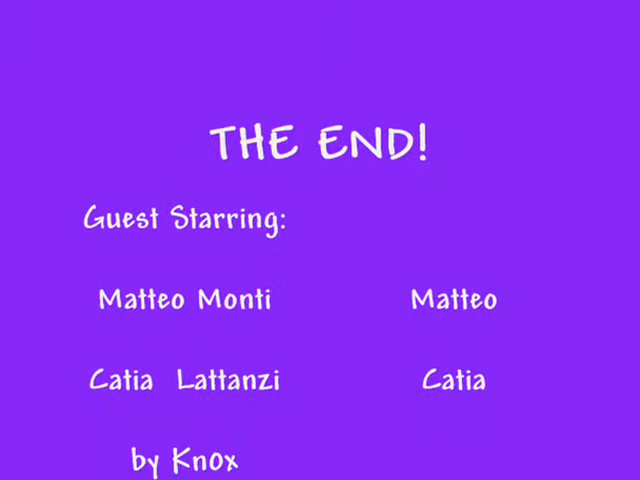 THE END!
Guest Starring:
Matteo Monti Matteo
Catia Lattanzi Catia
by Knox